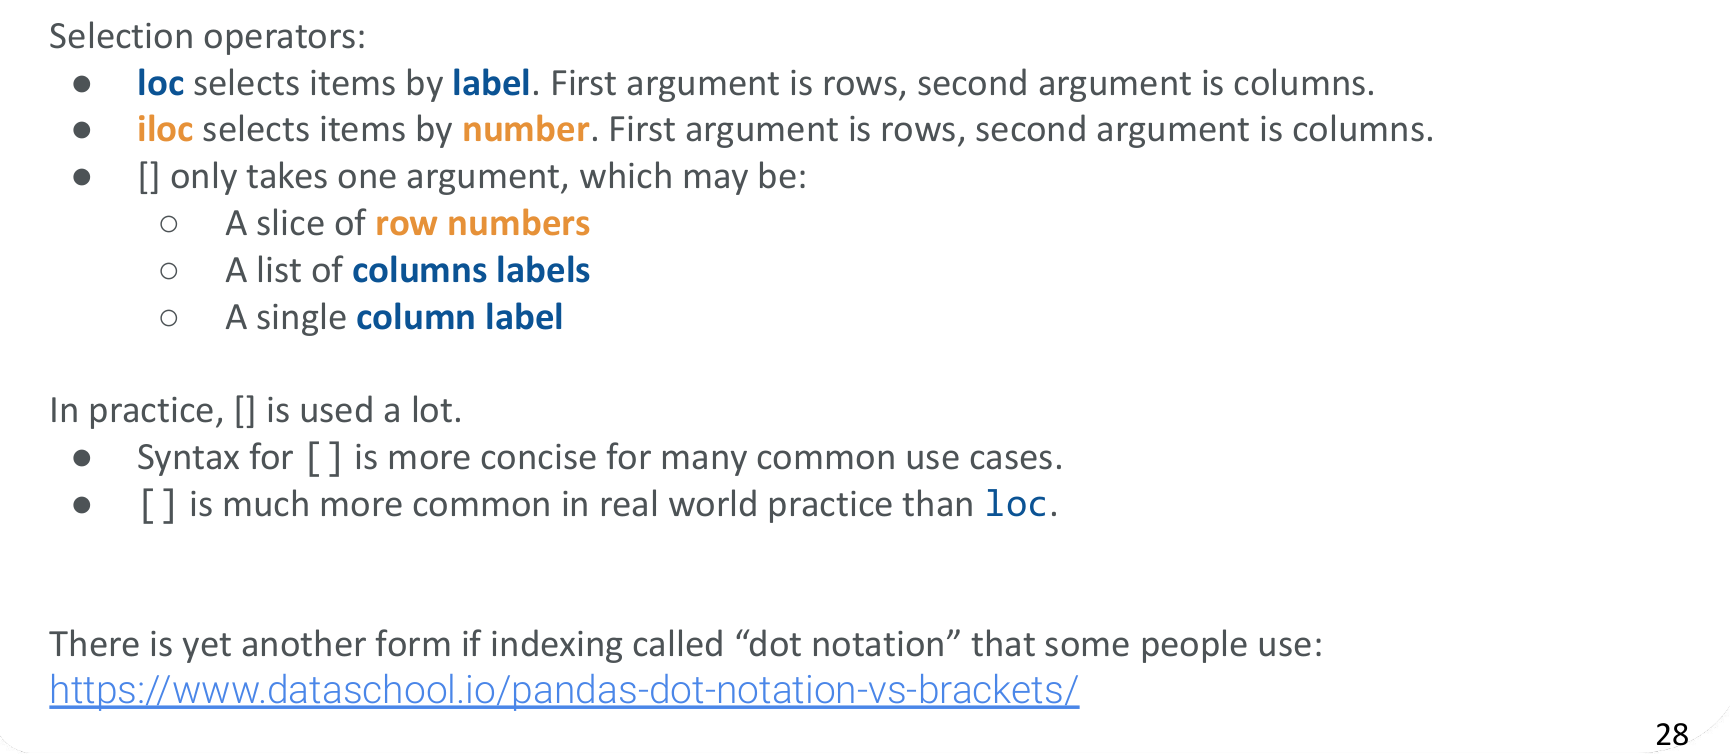 Selection operators:
● loc selects items by label. First argument is rows, second argument is columns.
● iloc selects items by number. First argument is rows, second argument is columns.
● [] only takes one argument, which may be:
○ A slice of row numbers
○ A list of columns labels
○ A single column label
In practice, [] is used a lot.
● Syntax for [] is more concise for many common use cases.
● [] is much more common in real world practice than loc.
There is yet another form if indexing called “dot notation” that some people use:
https://www.dataschool.io/pandas-dot-notation-vs-brackets/
28